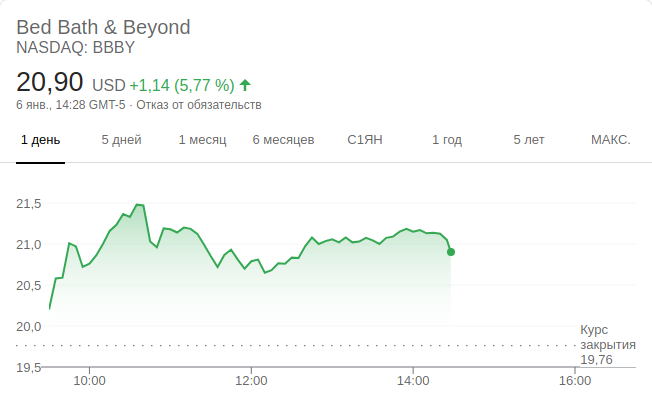 Bed Bath & Beyond
NASDAQ: BBBY
20,90 USD +1,14 (5,77 %)
6 янв., 14:28 GMT-5 · Отказ от обязательств
1 день 5 дней 1 месяц 6 месяцев С1ЯН 1 год 5 лет МАКС.
21,5
21,0
20,5
20,0
Курс
закрытия
19,76
19,5
10:00 12:00 14:00 16:00